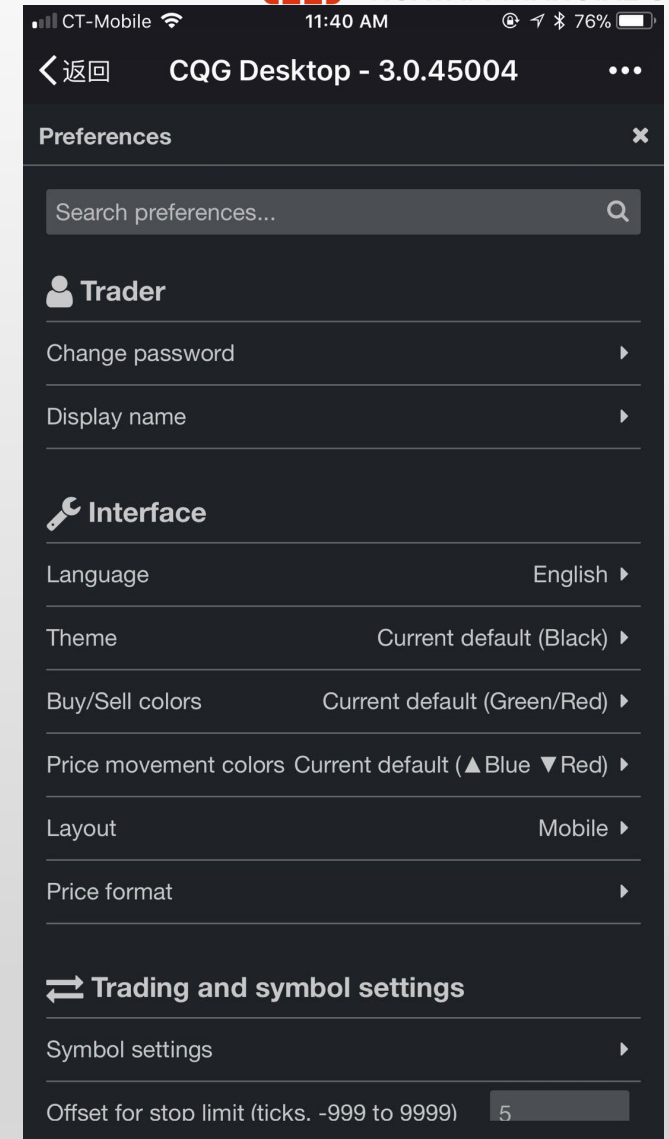 CT-Mobile 11:40 AM 76%
返回 CQG Desktop - 3.0.45004 •••
Preferences ×
Search preferences...
Trader
Change password
Display name
Interface
Language English
Theme Current default (Black)
Buy/Sell colors Current default (Green/Red)
Price movement colors Current default (▲Blue ▼Red)
Layout Mobile
Price format
Trading and symbol settings
Symbol settings
Offset for stop limit (ticks, -999 to 9999) 5